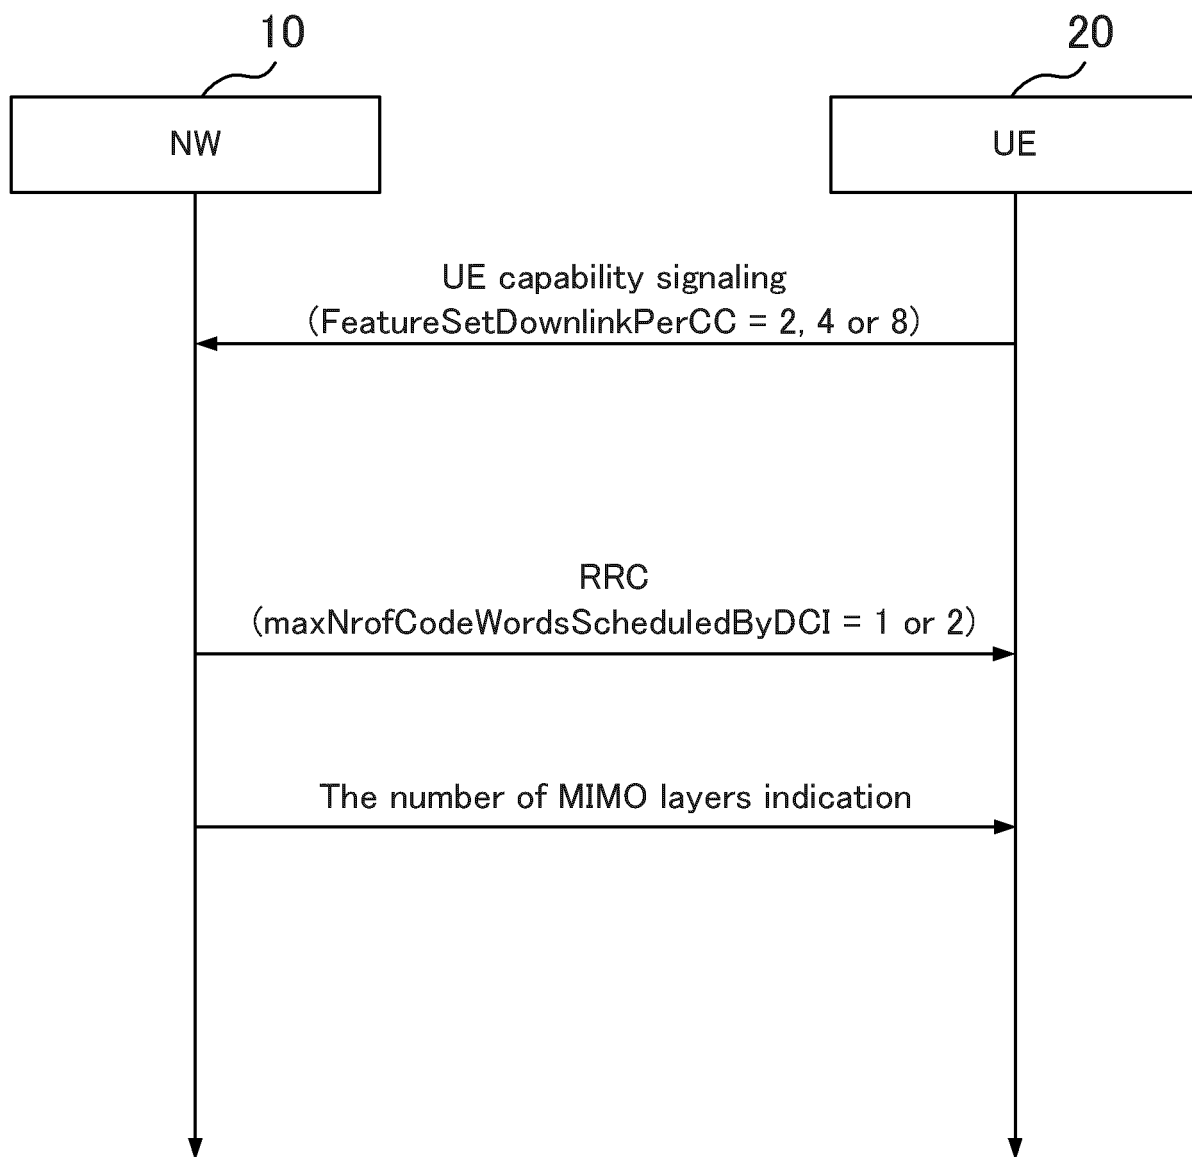 10
20
NW
UE
UE capability signaling
(FeatureSetDownlinkPerCC = 2, 4 or 8)
RRC
(maxNrofCodeWordsScheduledByDCI = 1 or 2)
The number of MIMO layers indication